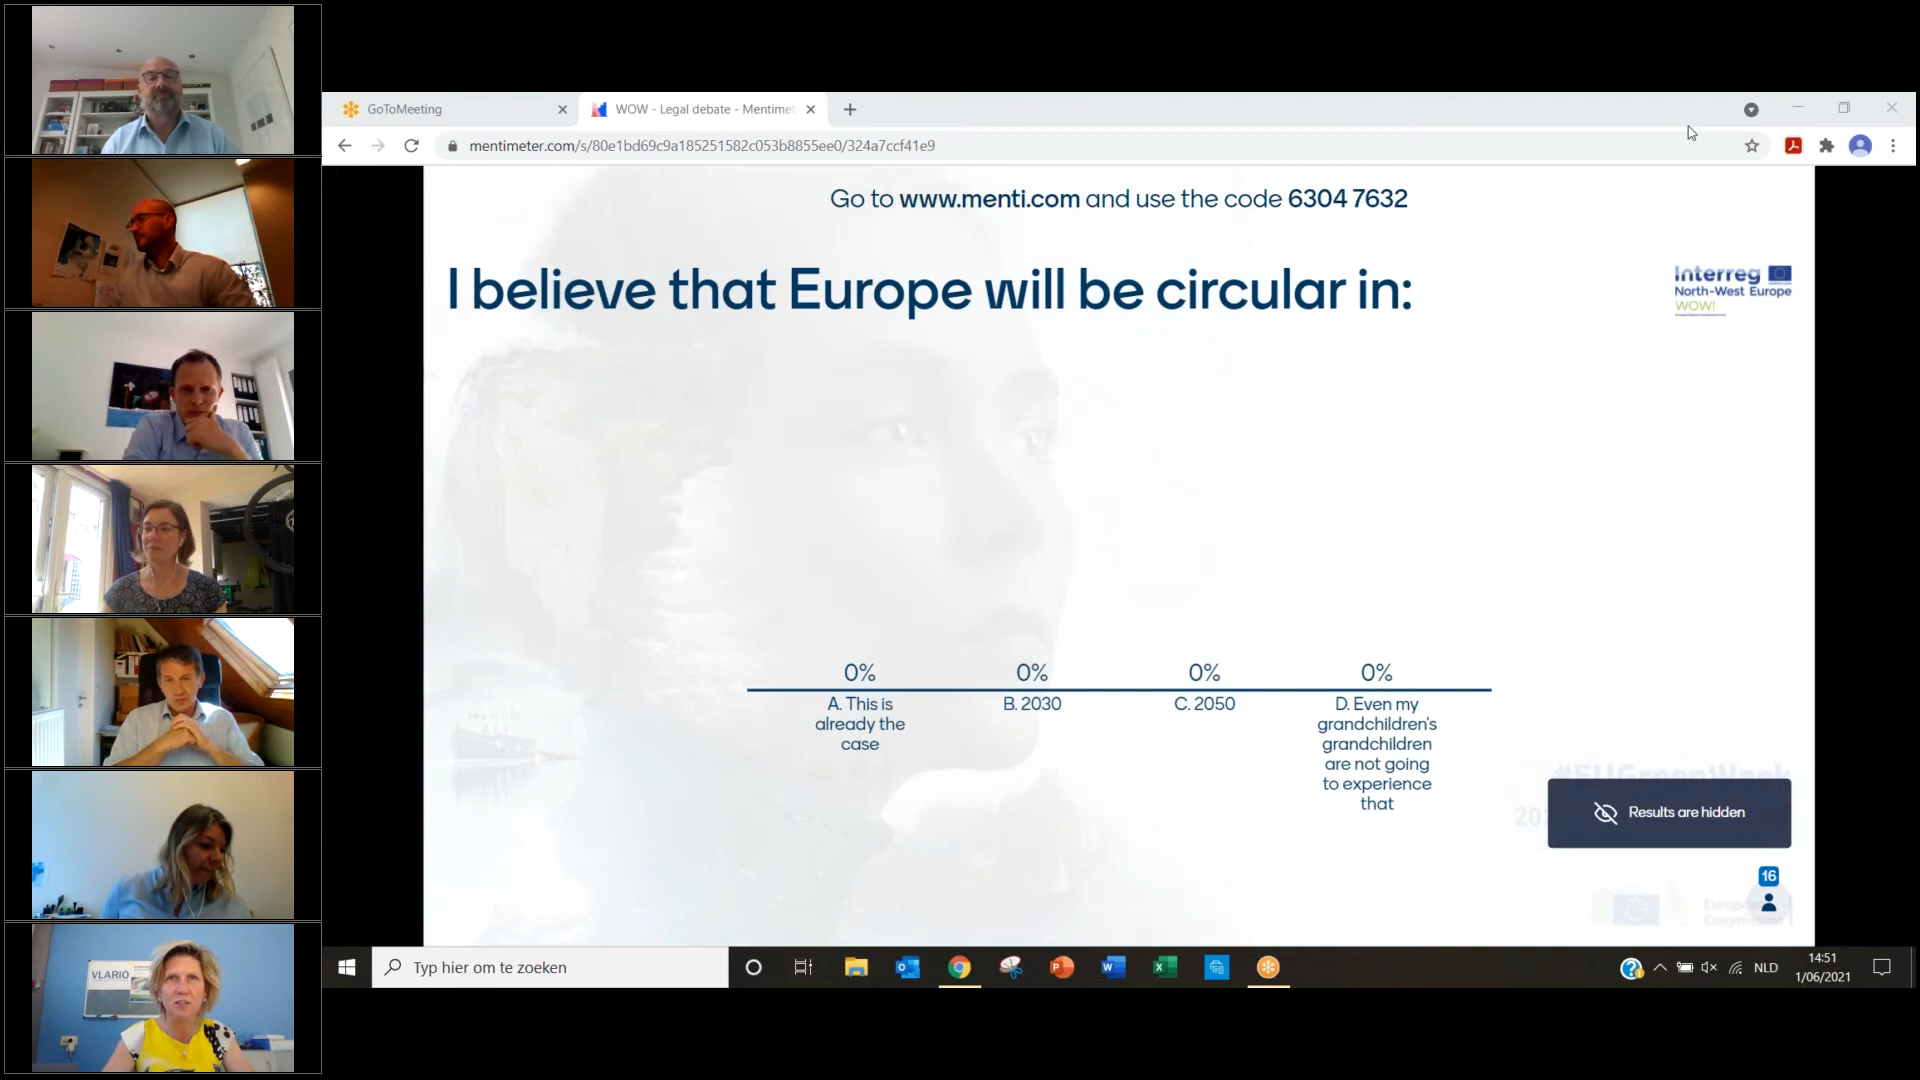 GoToMeeting
WOW - Legal debate - Mentimet
mentimeter.com/s/80e1bd69c9a185251582c053b8855ee0/324a7ccf41e9
Go to www.menti.com and use the code 6304 7632
I believe that Europe will be circular in:
Interreg
North-West Europe
WOW!
0%
0%
0%
0%
A. This is
already the
case
B. 2030
C. 2050
D. Even my
grandchildren's
grandchildren
are not going
to experience
that
#EUGreenWeek
Results are hidden
16
Commission
VLARIO
Typ hier om te zoeken
NLD
14:51
1/06/2021